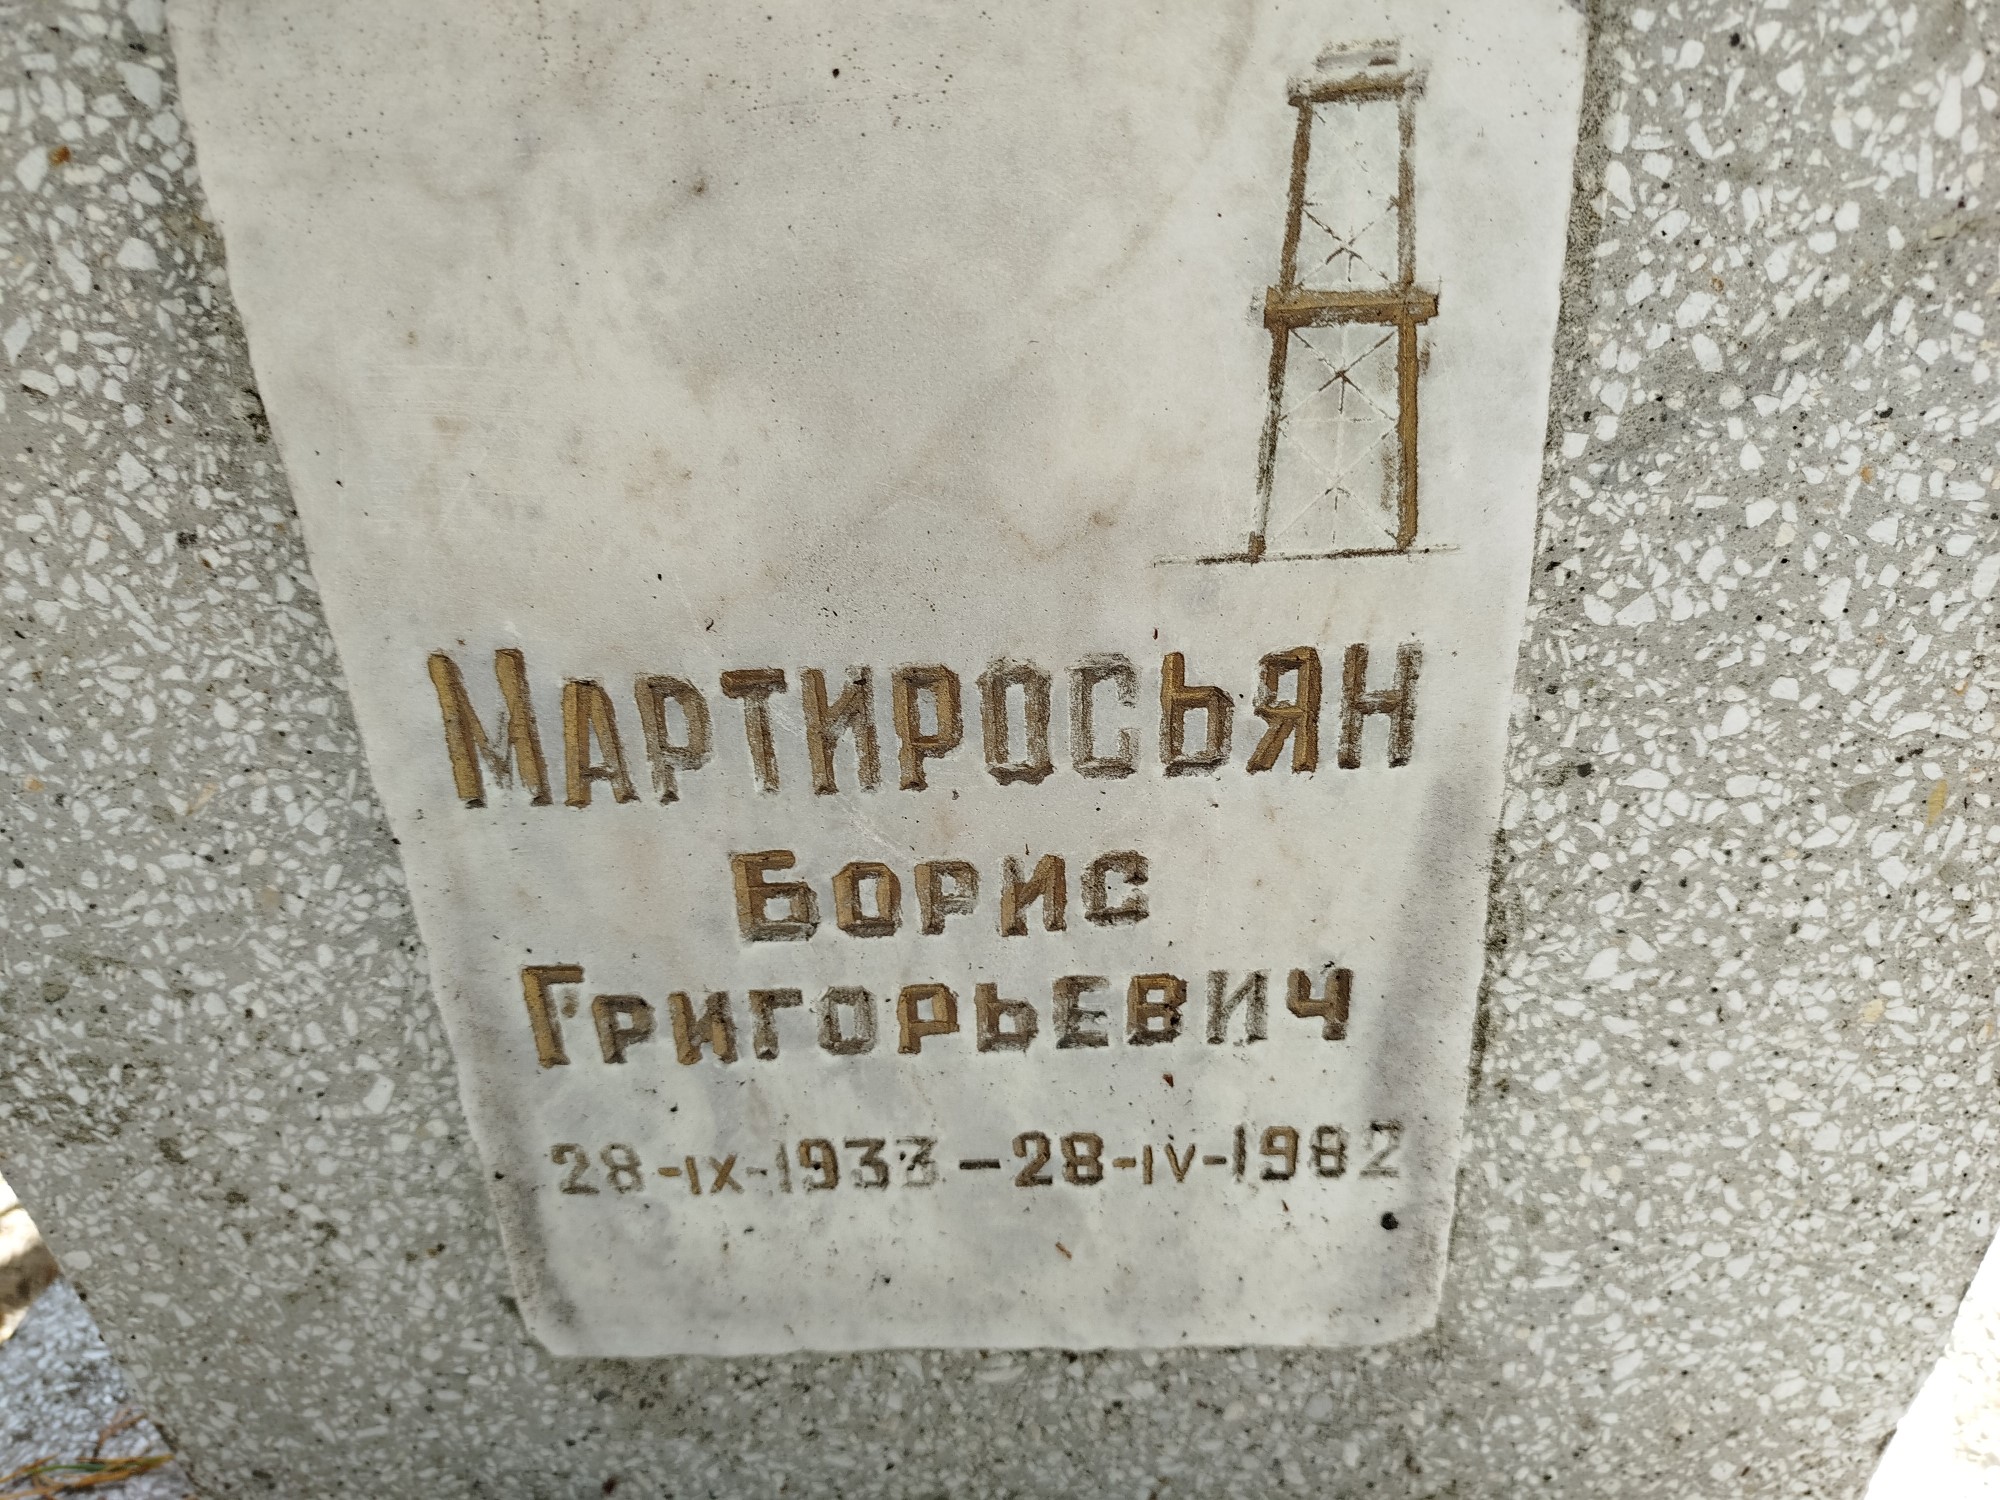 Мартиросьян
Борис
Григорьевич
28-IX-1933 – 28-IV-1982